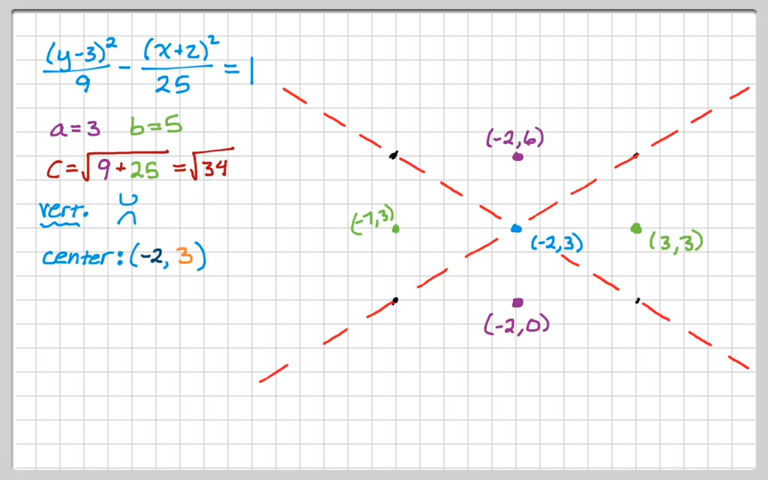 (y-3)²/9 - (x+2)²/25 = 1
a=3 b=5
c=√9+25 = √34
vert.
center: (-2, 3)
(-2,6)
(-7,3)
(-2,3)
(3,3)
(-2,0)